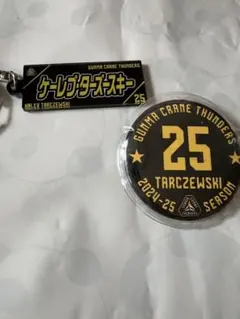 GUNMA CRANE THUNDERS
ケーレブ・ターズースキー
KALEB TARCZEWSKI
25
GUNMA CRANE THUNDERS
25
TARCZEWSKI
2024-25 SEASON